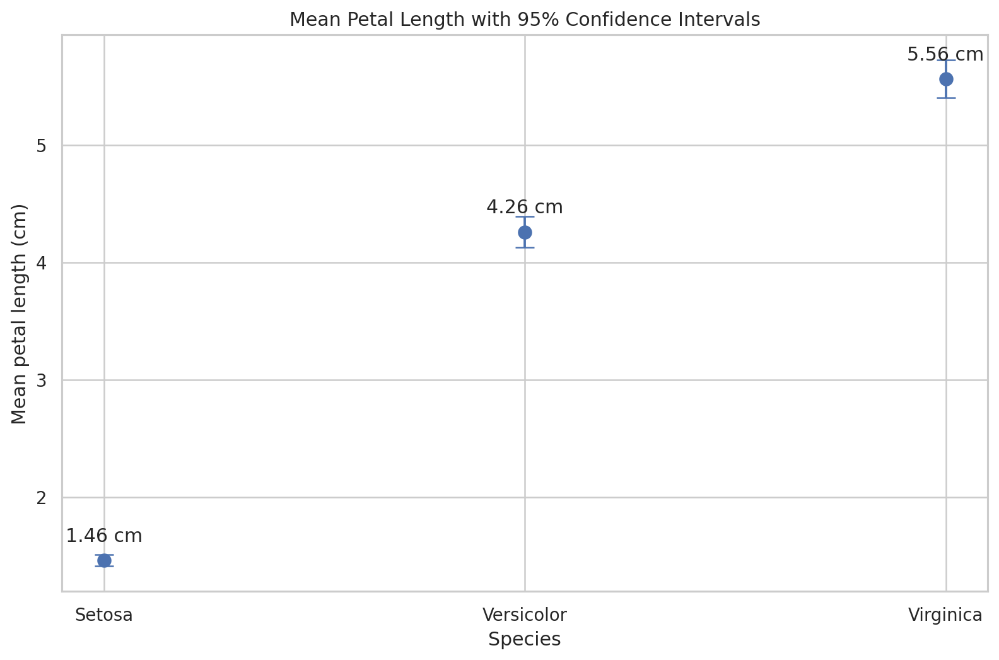 Mean Petal Length with 95% Confidence Intervals
5.56 cm
5
4.26 cm
4
3
2
1.46 cm
Mean petal length (cm)
Setosa Versicolor Virginica
Species